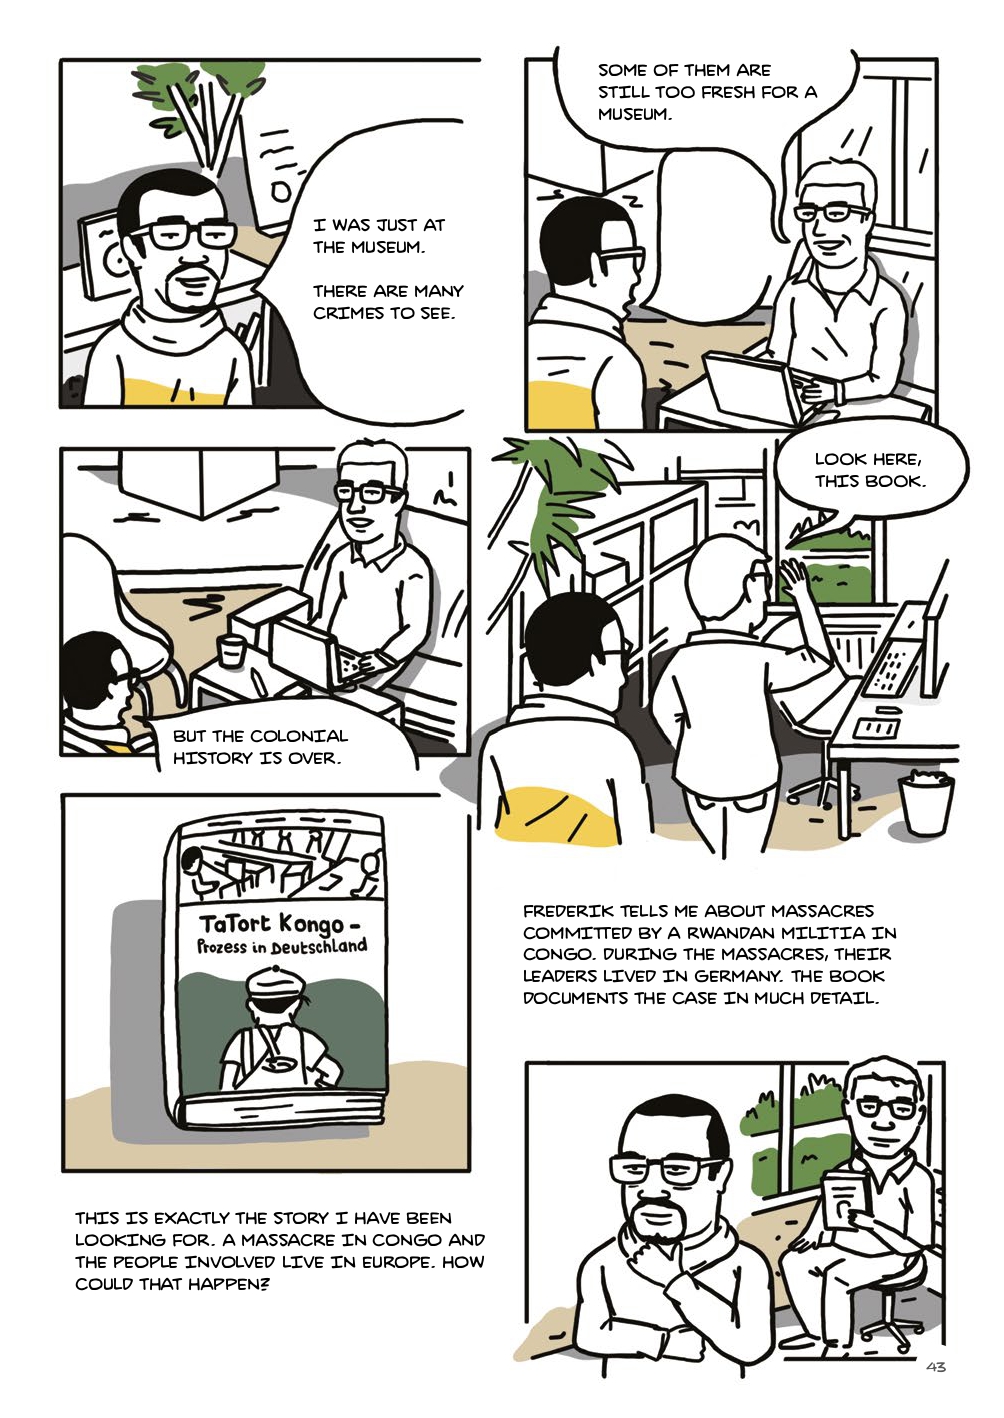 I WAS JUST AT
THE MUSEUM.
THERE ARE MANY
CRIMES TO SEE.
SOME OF THEM ARE
STILL TOO FRESH FOR A
MUSEUM.
BUT THE COLONIAL
HISTORY IS OVER.
LOOK HERE,
THIS BOOK.
TaTort Kongo -
Prozess in Deutschland
FREDERIK TELLS ME ABOUT MASSACRES
COMMITTED BY A RWANDAN MILITIA IN
CONGO. DURING THE MASSACRES, THEIR
LEADERS LIVED IN GERMANY. THE BOOK
DOCUMENTS THE CASE IN MUCH DETAIL.
THIS IS EXACTLY THE STORY I HAVE BEEN
LOOKING FOR. A MASSACRE IN CONGO AND
THE PEOPLE INVOLVED LIVE IN EUROPE. HOW
COULD THAT HAPPEN?
43